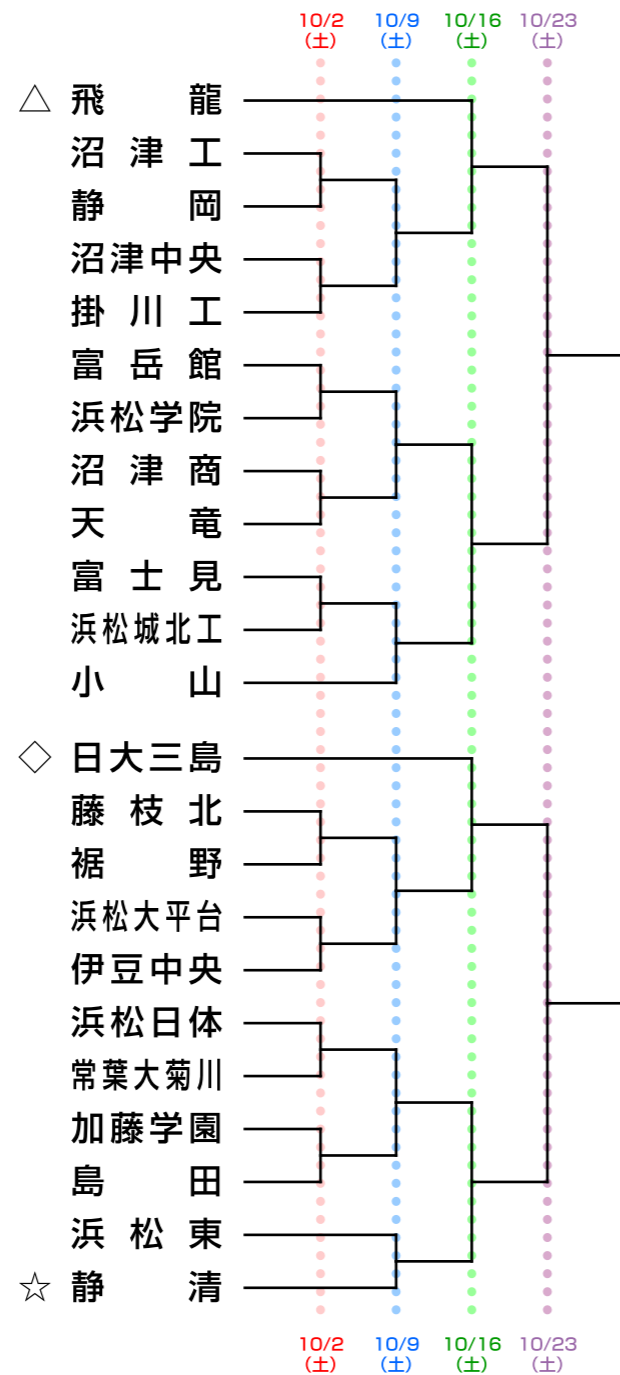 10/2 10/9 10/16 10/23
(土) (土) (土) (土)
△ 飛龍
沼津工
静岡
沼津中央
掛川工
富岳館
浜松学院
沼津商
天竜
富士見
浜松城北工
小山
◇ 日大三島
藤枝北
裾野
浜松大平台
伊豆中央
浜松日体
常葉大菊川
加藤学園
島田
浜松東
☆ 静清
10/2 10/9 10/16 10/23
(土) (土) (土) (土)